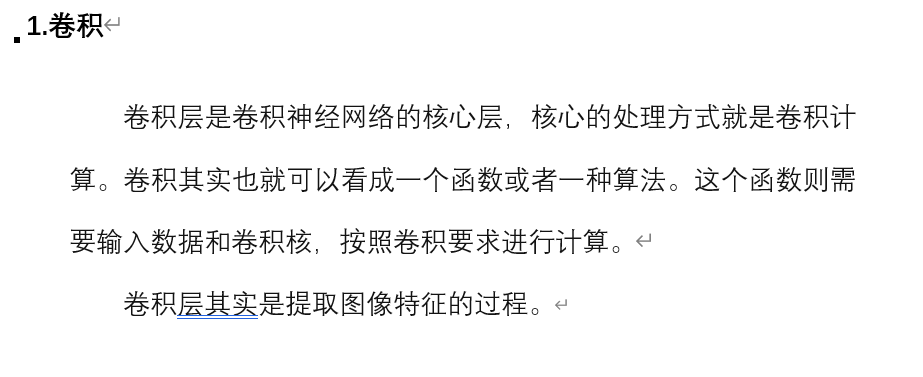 1.卷积
卷积层是卷积神经网络的核心层，核心的处理方式就是卷积计
算。卷积其实也就可以看成一个函数或者一种算法。这个函数则需
要输入数据和卷积核，按照卷积要求进行计算。
卷积层其实是提取图像特征的过程。